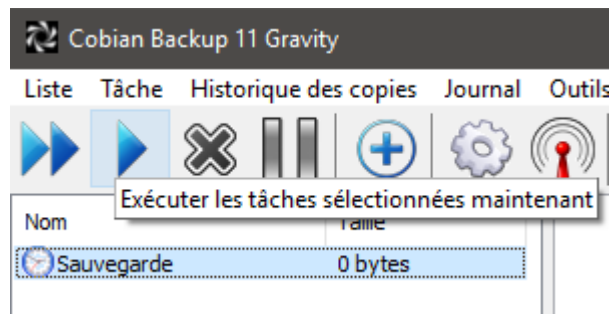 Cobian Backup 11 Gravity
Liste Tâche Historique des copies Journal Outils
Exécuter les tâches sélectionnées maintenant
Nom Taille
Sauvegarde 0 bytes